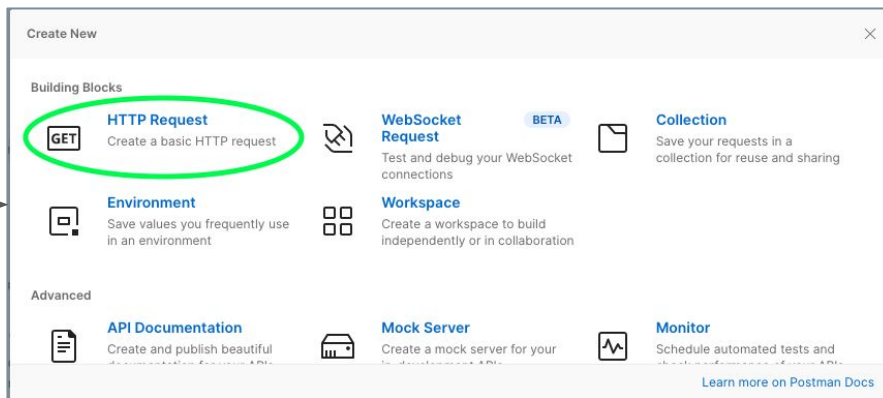 Create New
Building Blocks
GET
HTTP Request
Create a basic HTTP request
WebSocket
Request
BETA
Test and debug your WebSocket
connections
Collection
Save your requests in a
collection for reuse and sharing
Environment
Save values you frequently use
in an environment
Workspace
Create a workspace to build
independently or in collaboration
Advanced
API Documentation
Create and publish beautiful
Mock Server
Create a mock server for your
Monitor
Schedule automated tests and
Learn more on Postman Docs